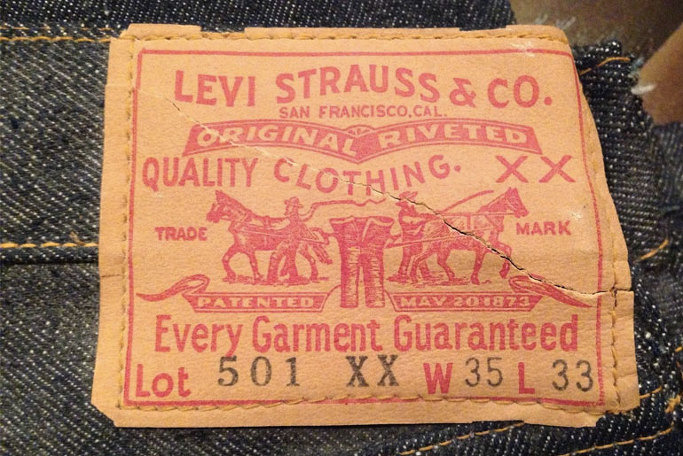 LEVI STRAUSS & CO.
SAN FRANCISCO, CAL.
ORIGINAL RIVETED
QUALITY CLOTHING. XX
TRADE MARK
PATENTED MAY 20 1873
Every Garment Guaranteed
Lot 501 XX W 35 L 33